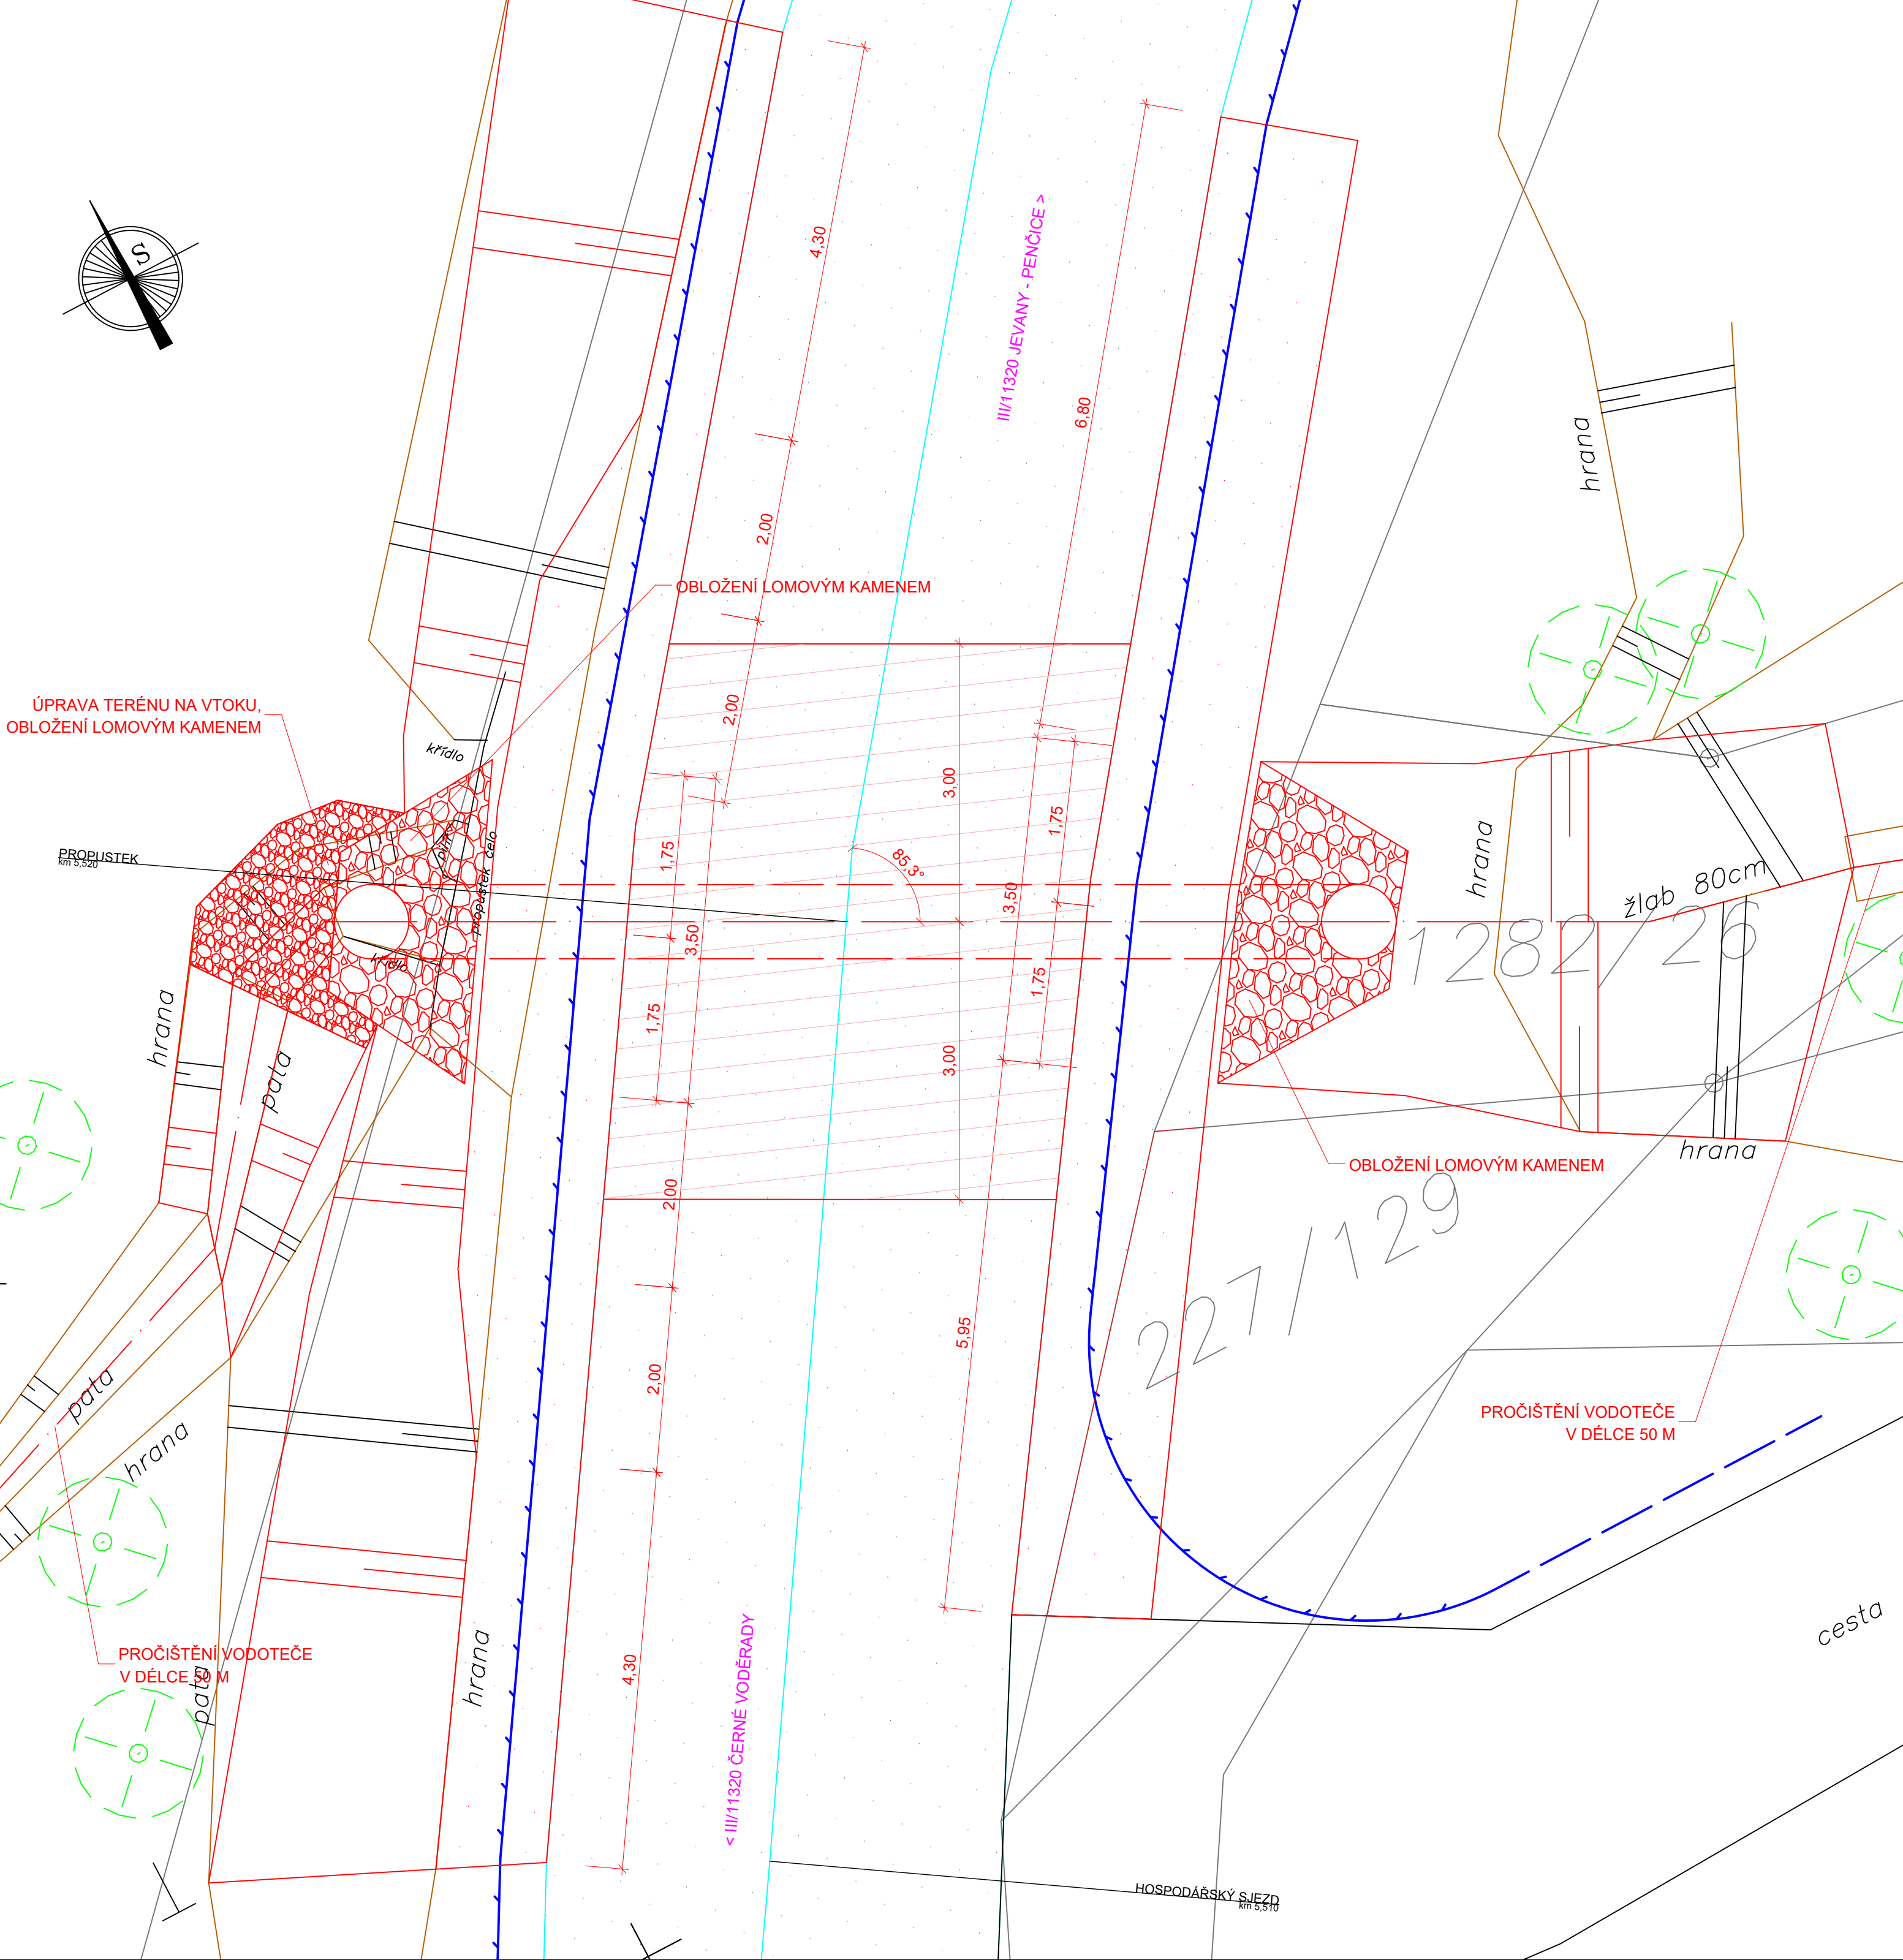 S
4,30
III/11320 JEVANY - PENČICE >
6,80
hrana
2,00
OBLOŽENÍ LOMOVÝM KAMENEM
ÚPRAVA TERÉNU NA VTOKU,
OBLOŽENÍ LOMOVÝM KAMENEM
2,00
křídlo
3,00
1,75
PROPUSTEK
km 5,520
1,75
85,3°
propustek čelo
hrana
žlab 80cm
3,50
3,50
1282/26
křídlo
1,75
1,75
hrana
pata
3,00
hrana
OBLOŽENÍ LOMOVÝM KAMENEM
2,00
227/129
5,95
2,00
pata
hrana
PROČIŠTĚNÍ VODOTEČE
V DÉLCE 50 M
cesta
PROČIŠTĚNÍ VODOTEČE
V DÉLCE 50 M
pata
hrana
4,30
< III/11320 ČERNÉ VODĚRADY
HOSPODÁŘSKÝ SJEZD
km 5,510